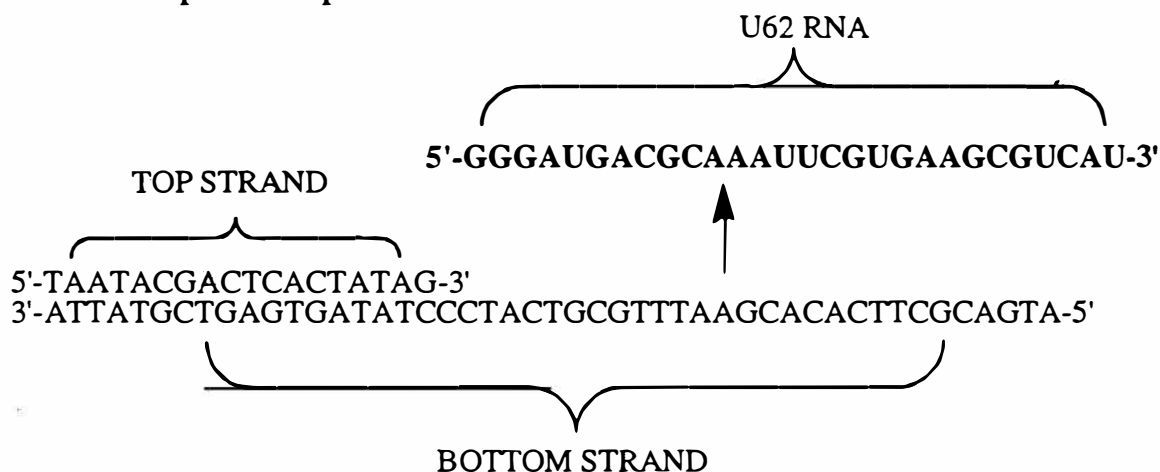 U62 RNA
5'-GGGAUGACGCAAAUUCGUGAAGCGUCAU-3'
TOP STRAND
5'-TAATACGACTCACTATAG-3'
3'-ATTATGCTGAGTGATATCCCTACTGCGTTTAAGCACACTTCGCAGTA-5'
BOTTOM STRAND